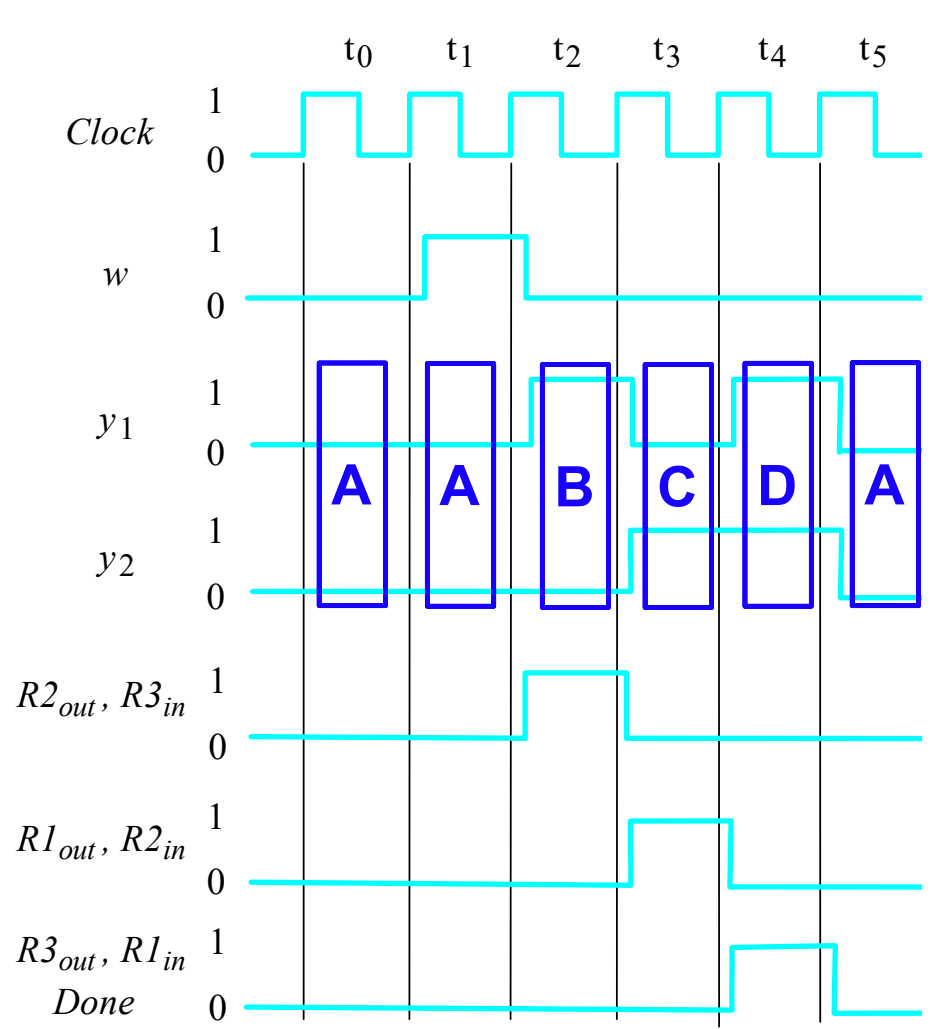 t0 t1 t2 t3 t4 t5
1
Clock
0
1
w
0
1
y1
0
A A B C D A
1
y2
0
1
R2out , R3in
0
1
R1out , R2in
0
1
R3out , R1in
Done
0